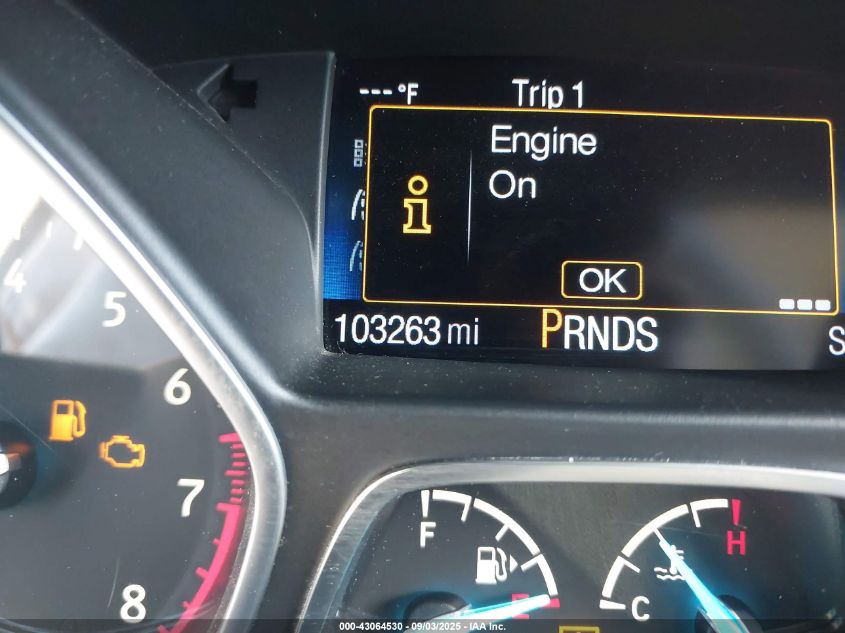 ---°F Trip 1
Engine
On
OK
103263 mi PRNDS S
4
5
6
7
8
F
E
H
C
000-43064530 - 09/03/2025 - IAA Inc.